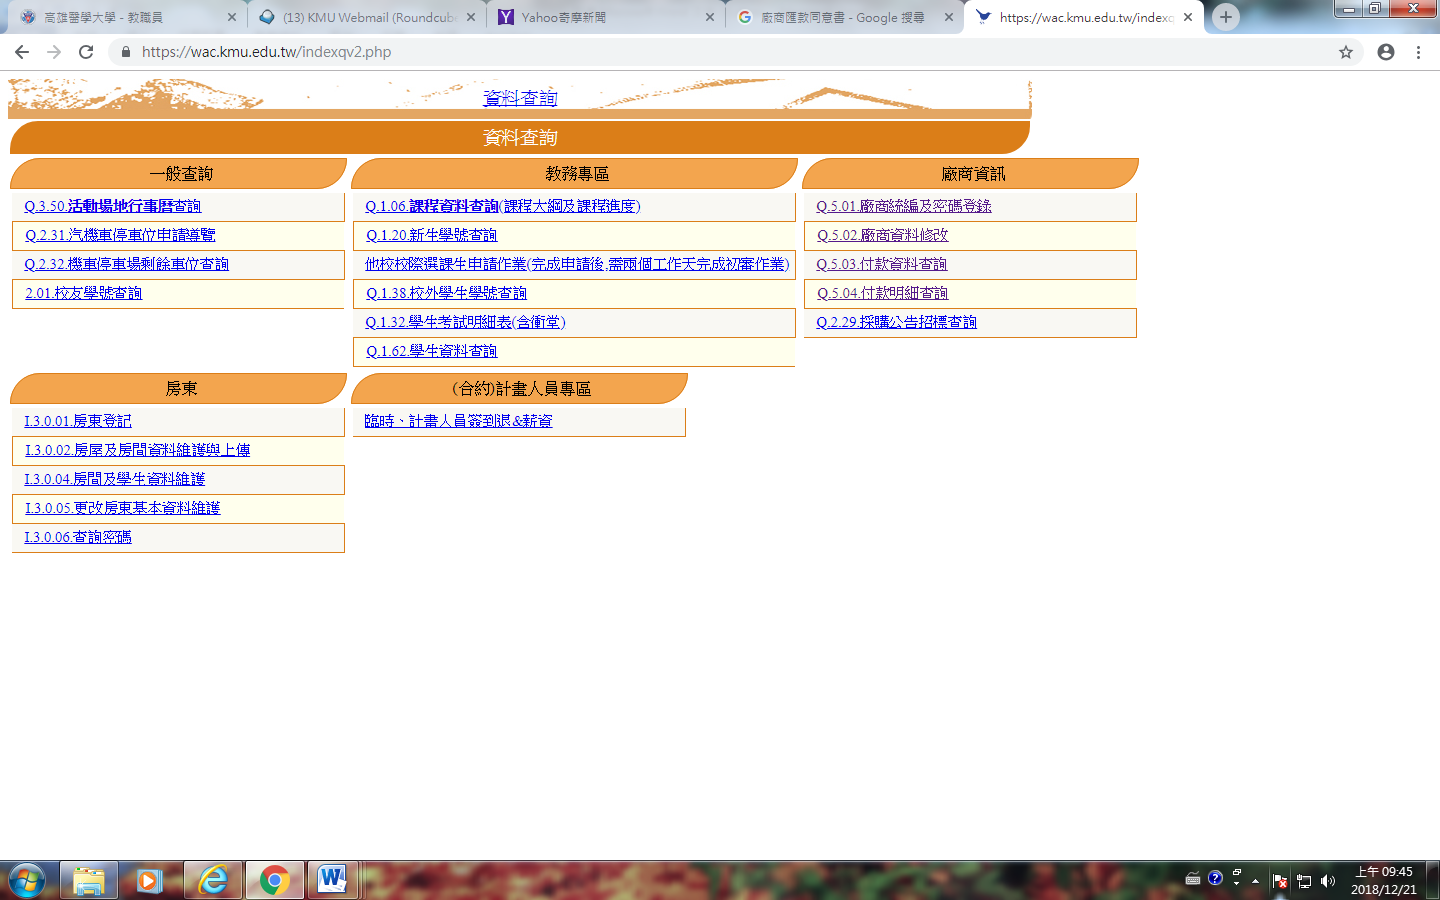 高雄醫學大學 - 教職員
(13) KMU Webmail (Roundcube
Yahoo奇摩新聞
廠商匯款同意書 - Google 搜尋
https://wac.kmu.edu.tw/indexq
https://wac.kmu.edu.tw/indexqv2.php
資料查詢
資料查詢
一般查詢
Q.3.50.活動場地行事曆查詢
Q.2.31.汽機車停車位申請導覽
Q.2.32.機車停車場剩餘車位查詢
2.01.校友學號查詢
教務專區
Q.1.06.課程資料查詢(課程大綱及課程進度)
Q.1.20.新生學號查詢
他校校際選課生申請作業(完成申請後,需兩個工作天完成初審作業)
Q.1.38.校外學生學號查詢
Q.1.32.學生考試明細表(含衝堂)
Q.1.62.學生資料查詢
廠商資訊
Q.5.01.廠商統編及密碼登錄
Q.5.02.廠商資料修改
Q.5.03.付款資料查詢
Q.5.04.付款明細查詢
Q.2.29.採購公告招標查詢
房東
I.3.0.01.房東登記
I.3.0.02.房屋及房間資料維護與上傳
I.3.0.04.房間及學生資料維護
I.3.0.05.更改房東基本資料維護
I.3.0.06.查詢密碼
(合約)計畫人員專區
臨時、計畫人員簽到退&薪資
上午 09:45
2018/12/21